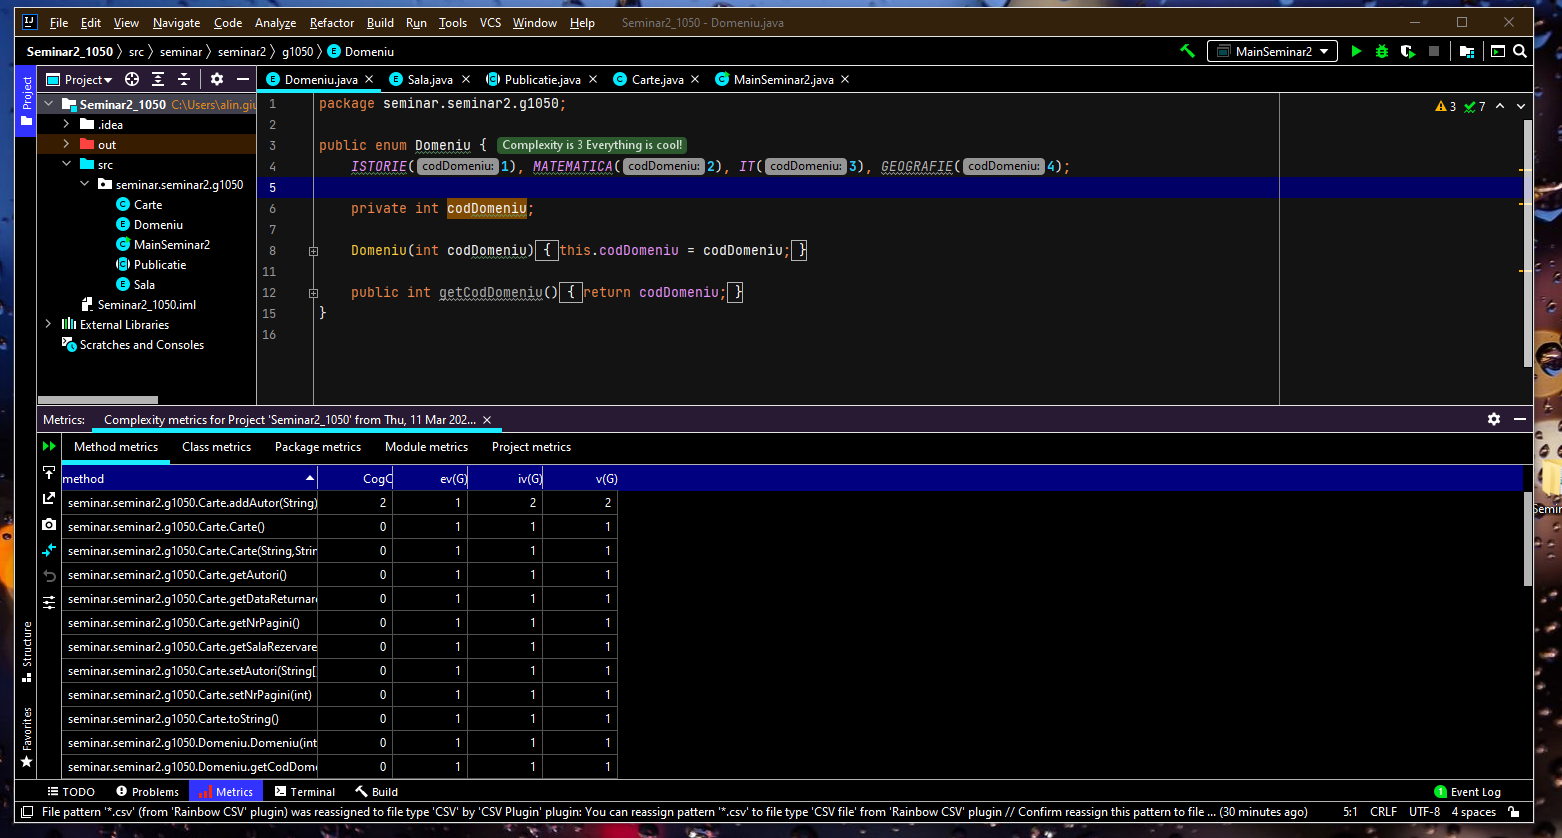 File Edit View Navigate Code Analyze Refactor Build Run Tools VCS Window Help Seminar2_1050 - Domeniu.java
Seminar2_1050 src seminar seminar2 g1050 Domeniu MainSeminar2
Project
Project Domeniu.java Sala.java Publicatie.java Carte.java MainSeminar2.java
Seminar2_1050 C:\Users\alin.giu
.idea
out
src
seminar.seminar2.g1050
Carte
Domeniu
MainSeminar2
Publicatie
Sala
Seminar2_1050.iml
External Libraries
Scratches and Consoles
1 package seminar.seminar2.g1050;
3 7
2
3 public enum Domeniu { Complexity is 3 Everything is cool!
4 ISTORIE( codDomeniu: 1), MATEMATICA( codDomeniu: 2), IT( codDomeniu: 3), GEOGRAFIE( codDomeniu: 4);
5
6 private int codDomeniu;
7
8 Domeniu(int codDomeniu) { this.codDomeniu = codDomeniu; }
11
12 public int getCodDomeniu() { return codDomeniu; }
15 }
16
Metrics: Complexity metrics for Project 'Seminar2_1050' from Thu, 11 Mar 202...
Method metrics Class metrics Package metrics Module metrics Project metrics
method CogC ev(G) iv(G) v(G)
seminar.seminar2.g1050.Carte.addAutor(String) 2 1 2 2
seminar.seminar2.g1050.Carte.Carte() 0 1 1 1
seminar.seminar2.g1050.Carte.Carte(String,Strin 0 1 1 1
seminar.seminar2.g1050.Carte.getAutori() 0 1 1 1
seminar.seminar2.g1050.Carte.getDataReturnare 0 1 1 1
seminar.seminar2.g1050.Carte.getNrPagini() 0 1 1 1
seminar.seminar2.g1050.Carte.getSalaRezervare 0 1 1 1
seminar.seminar2.g1050.Carte.setAutori(String[ 0 1 1 1
seminar.seminar2.g1050.Carte.setNrPagini(int) 0 1 1 1
seminar.seminar2.g1050.Carte.toString() 0 1 1 1
seminar.seminar2.g1050.Domeniu.Domeniu(int 0 1 1 1
seminar.seminar2.g1050.Domeniu.getCodDome 0 1 1 1
Structure
Favorites
Semin
TODO Problems Metrics Terminal Build 1 Event Log
File pattern '*.csv' (from 'Rainbow CSV' plugin) was reassigned to file type 'CSV' by 'CSV Plugin' plugin: You can reassign pattern '*.csv' to file type 'CSV file' from 'Rainbow CSV' plugin // Confirm reassign this pattern to file ... (30 minutes ago) 5:1 CRLF UTF-8 4 spaces